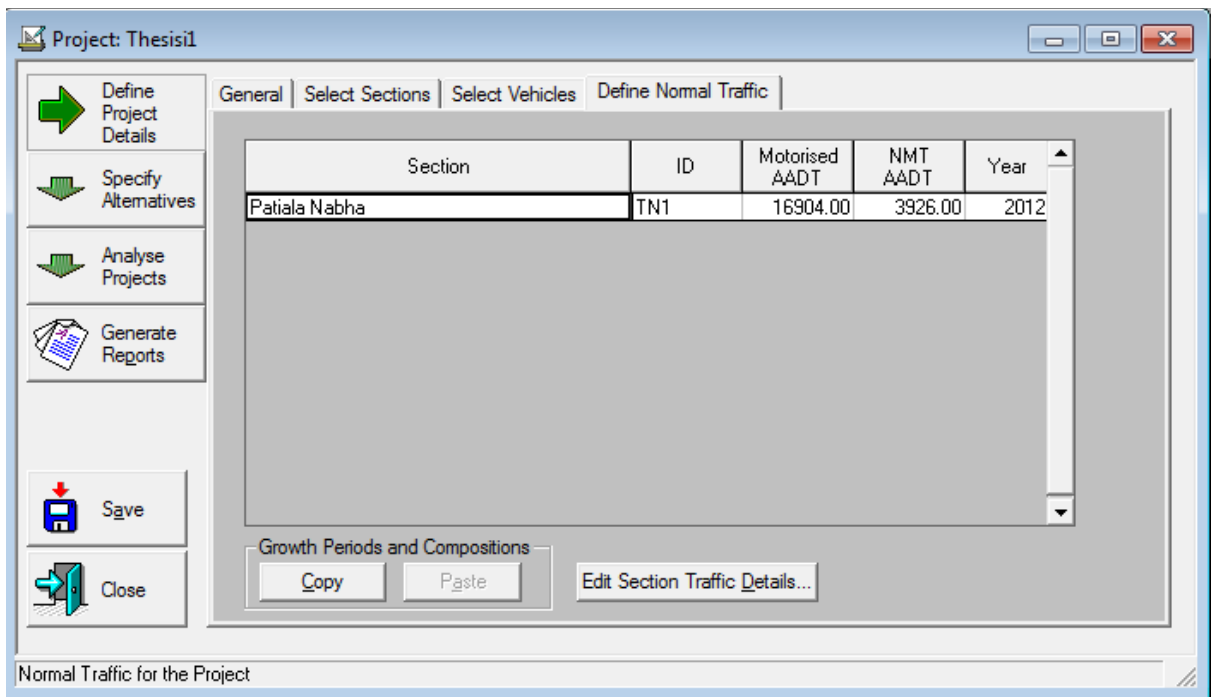 Project: Thesisi1
Define
Project
Details
Specify
Alternatives
Analyse
Projects
Generate
Reports
Save
Close
General Select Sections Select Vehicles Define Normal Traffic
Section ID Motorised AADT NMT AADT Year
Patiala Nabha TN1 16904.00 3926.00 2012
Growth Periods and Compositions
Copy Paste Edit Section Traffic Details...
Normal Traffic for the Project